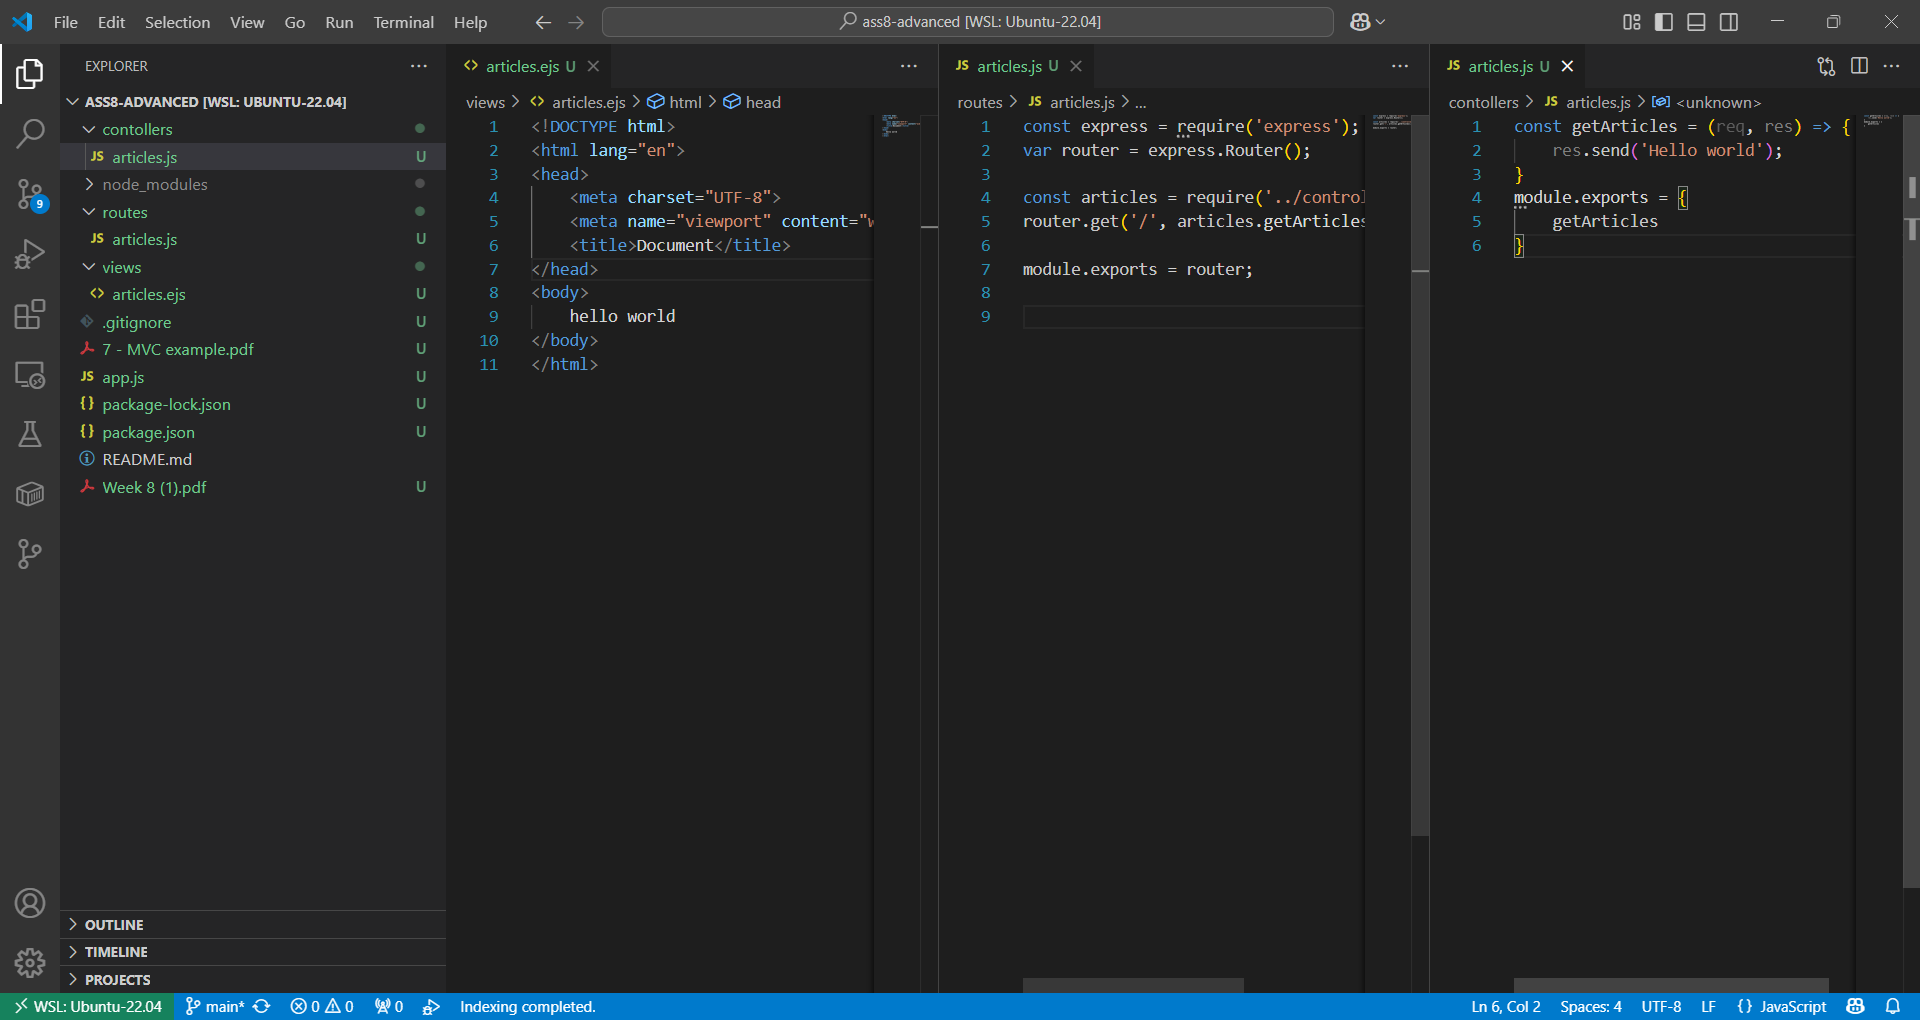 File Edit Selection View Go Run Terminal Help
ass8-advanced [WSL: Ubuntu-22.04]
EXPLORER
ASS8-ADVANCED [WSL: UBUNTU-22.04]
contollers
JS articles.js U
node_modules
routes
JS articles.js U
views
<> articles.ejs U
.gitignore U
7 - MVC example.pdf U
JS app.js U
{} package-lock.json U
{} package.json U
README.md
Week 8 (1).pdf U
OUTLINE
TIMELINE
PROJECTS
9
<> articles.ejs U
views > <> articles.ejs > html > head
1 <!DOCTYPE html>
2 <html lang="en">
3 <head>
4 <meta charset="UTF-8">
5 <meta name="viewport" content="w
6 <title>Document</title>
7 </head>
8 <body>
9 hello world
10 </body>
11 </html>
JS articles.js U
routes > JS articles.js > ...
1 const express = require('express');
2 var router = express.Router();
3
4 const articles = require('../control
5 router.get('/', articles.getArticles
6
7 module.exports = router;
8
9
JS articles.js U
contollers > JS articles.js > <unknown>
1 const getArticles = (req, res) => {
2 res.send('Hello world');
3 }
4 module.exports = {
5 getArticles
6 }
WSL: Ubuntu-22.04 main* 0 0 0 Indexing completed. Ln 6, Col 2 Spaces: 4 UTF-8 LF {} JavaScript